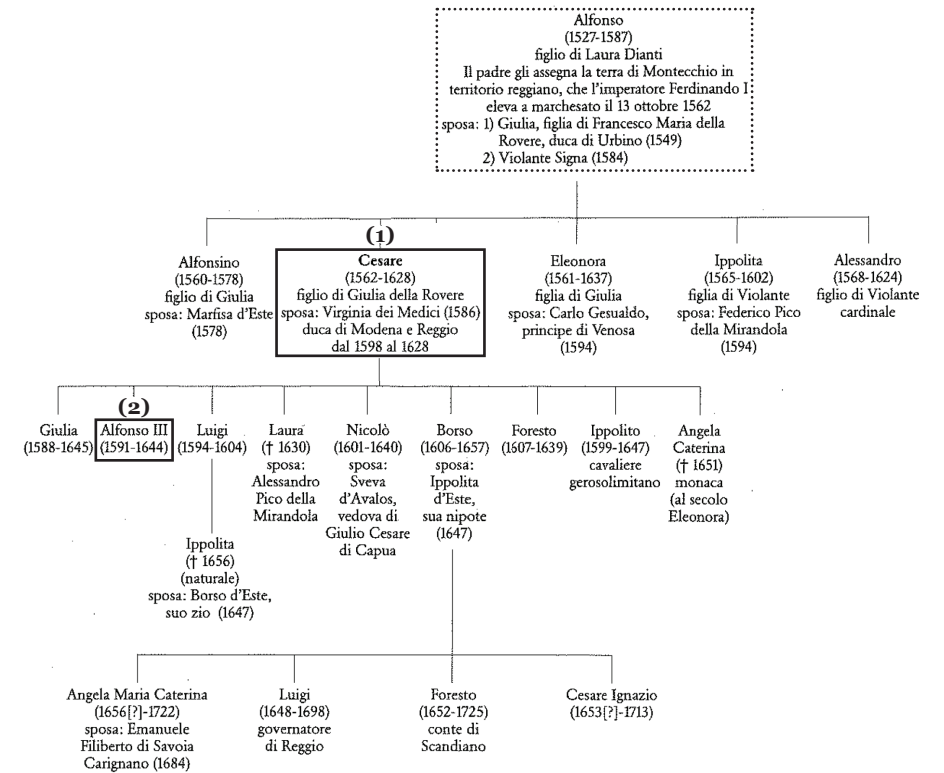 Alfonso
(1527-1587)
figlio di Laura Dianti
Il padre gli assegna la terra di Montecchio in
territorio reggiano, che l'imperatore Ferdinando I
eleva a marchesato il 13 ottobre 1562
sposa: 1) Giulia, figlia di Francesco Maria della
Rovere, duca di Urbino (1549)
2) Violante Signa (1584)
Alfonsino
(1560-1578)
figlio di Giulia
sposa: Marfisa d'Este
(1578)
(1)
Cesare
(1562-1628)
figlio di Giulia della Rovere
sposa: Virginia dei Medici (1586)
duca di Modena e Reggio
dal 1598 al 1628
Eleonora
(1561-1637)
figlia di Giulia
sposa: Carlo Gesualdo,
principe di Venosa
(1594)
Ippolita
(1565-1602)
figlia di Violante
sposa: Federico Pico
della Mirandola
(1594)
Alessandro
(1568-1624)
figlio di Violante
cardinale
Giulia
(1588-1645)
(2)
Alfonso III
(1591-1644)
Luigi
(1594-1604)
Laura
(† 1630)
sposa:
Alessandro
Pico della
Mirandola
Nicolò
(1601-1640)
sposa:
Sveva
d'Avalos,
vedova di
Giulio Cesare
di Capua
Borso
(1606-1657)
sposa:
Ippolita
d'Este,
sua nipote
(1647)
Foresto
(1607-1639)
Ippolito
(1599-1647)
cavaliere
gerosolimitano
Angela
Caterina
(† 1651)
monaca
(al secolo
Eleonora)
Ippolita
(† 1656)
(naturale)
sposa: Borso d'Este,
suo zio (1647)
Angela Maria Caterina
(1656[?]-1722)
sposa: Emanuele
Filiberto di Savoia
Carignano (1684)
Luigi
(1648-1698)
governatore
di Reggio
Foresto
(1652-1725)
conte di
Scandiano
Cesare Ignazio
(1653[?]-1713)